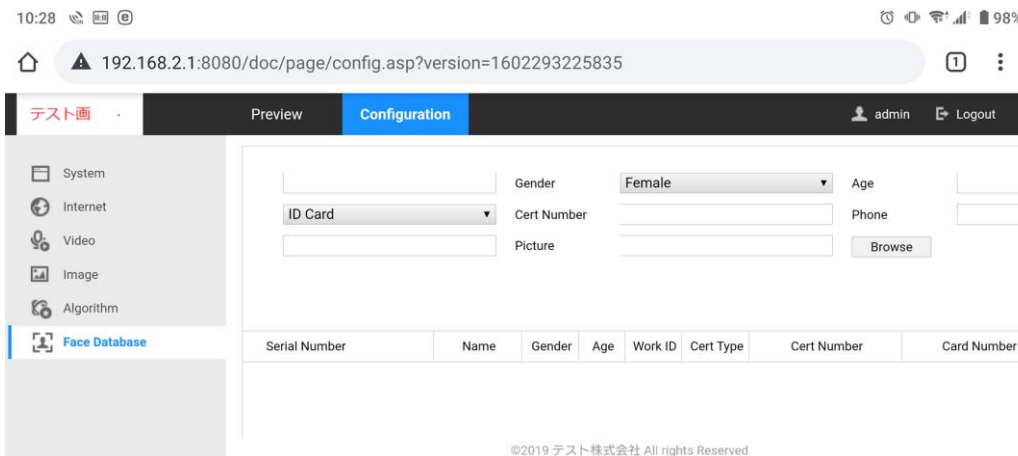 10:28 98%
192.168.2.1:8080/doc/page/config.asp?version=1602293225835 1
テスト画 Preview Configuration admin Logout
System
Internet
Video
Image
Algorithm
Face Database
Gender Female Age
ID Card Cert Number Phone
Picture Browse
Serial Number Name Gender Age Work ID Cert Type Cert Number Card Number
©2019 テスト株式会社 All rights Reserved